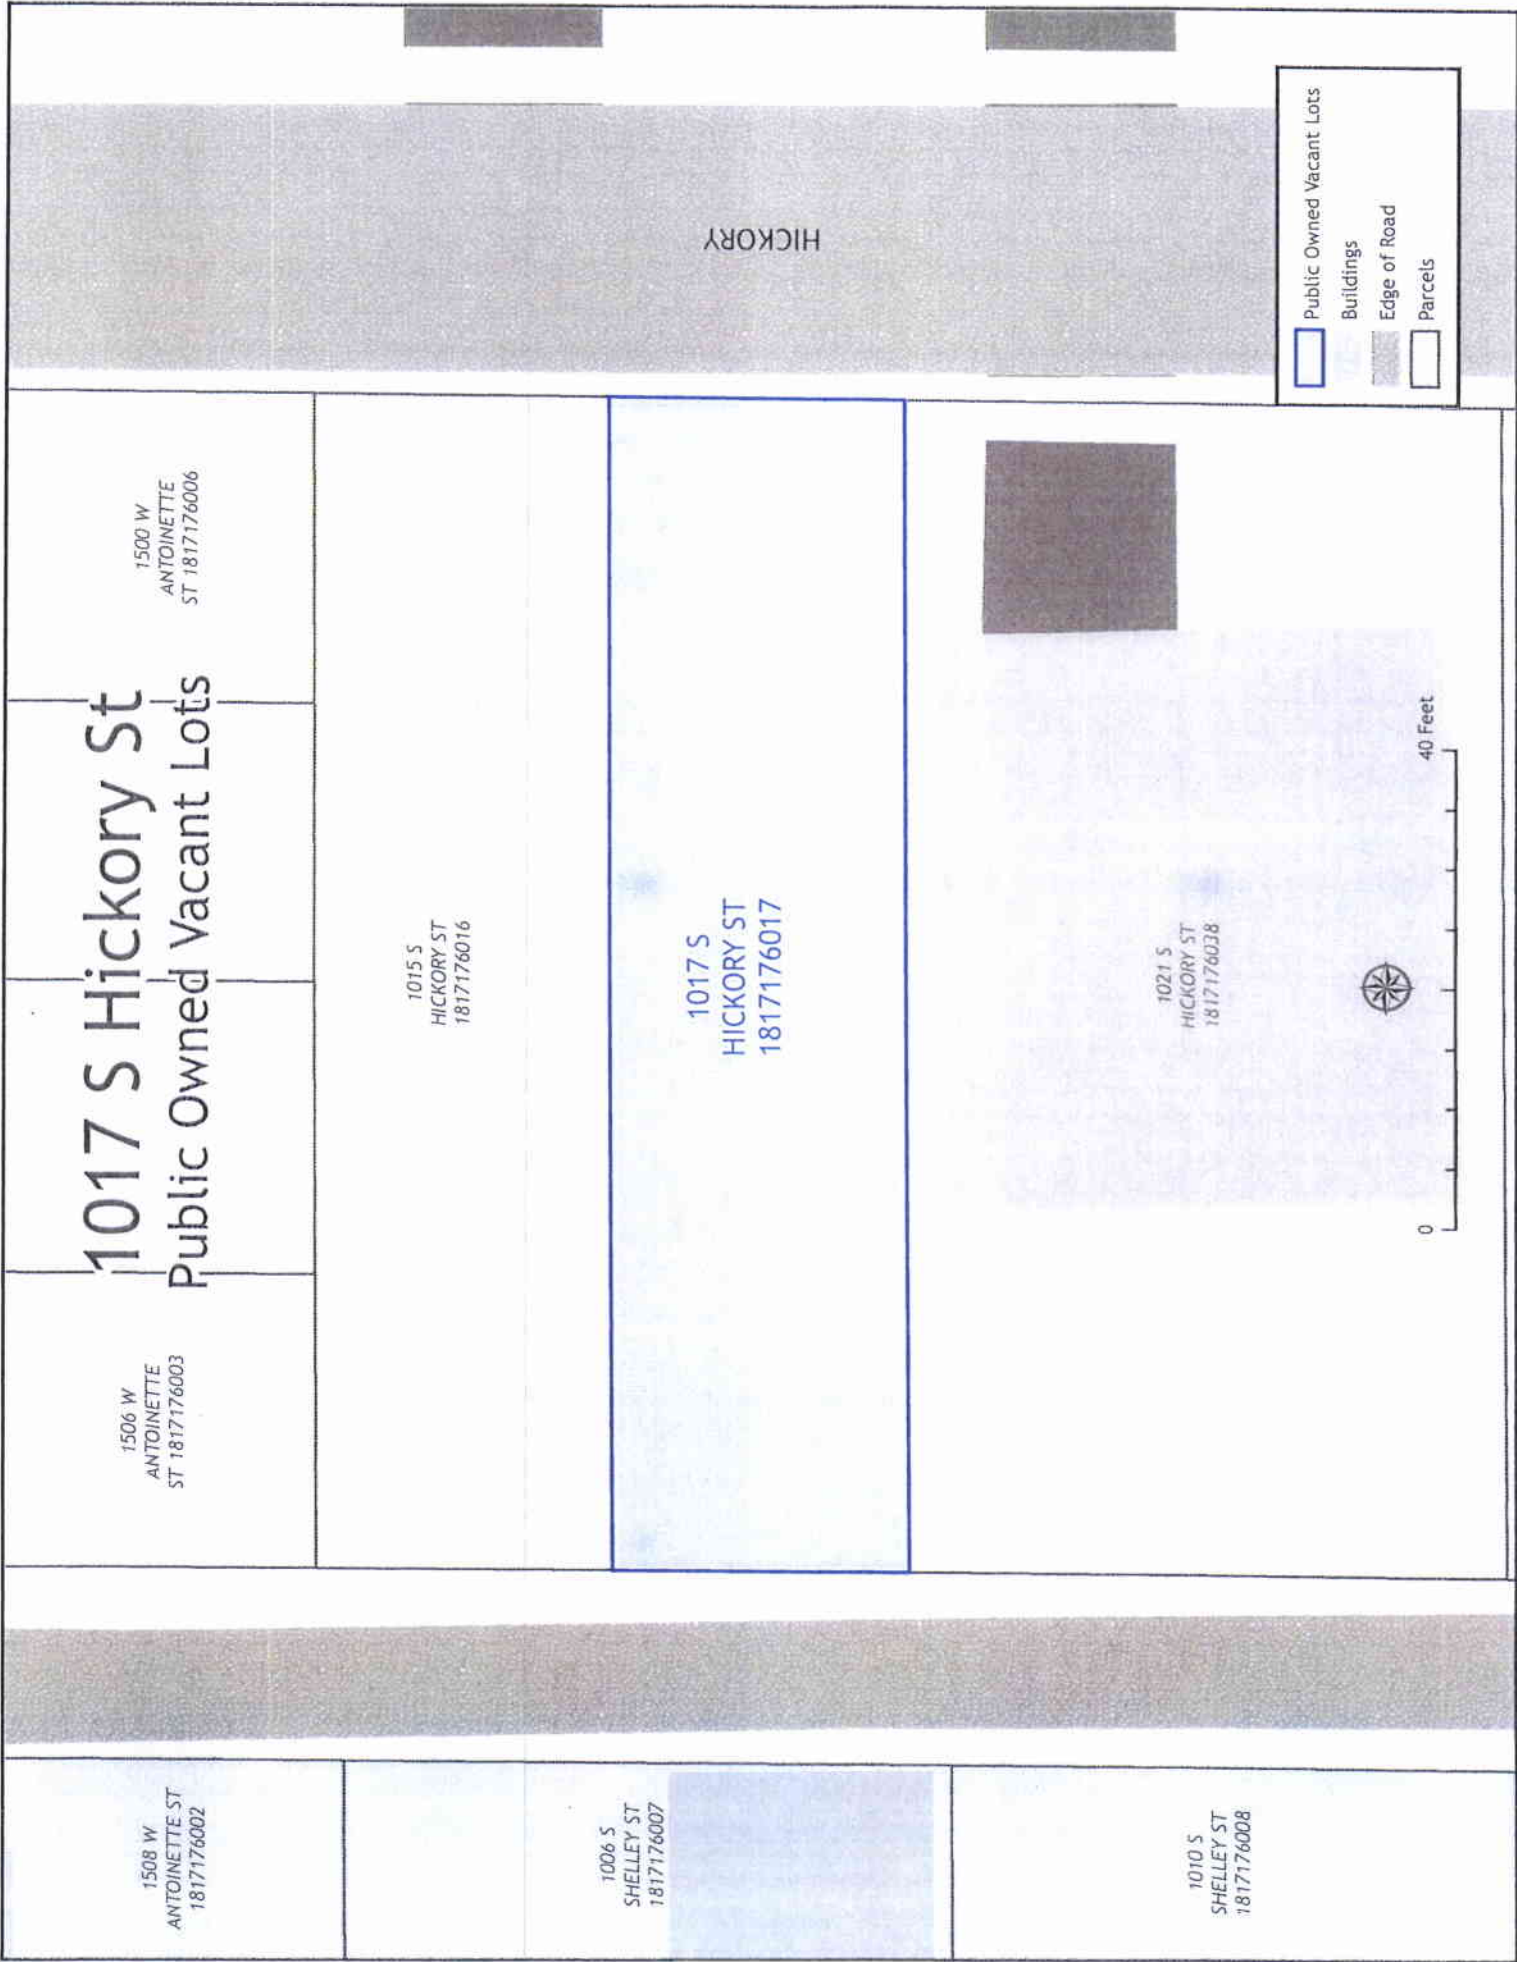 1017 S Hickory St
Public Owned Vacant Lots
1508 W
ANTOINETTE ST
1817176002
1506 W
ANTOINETTE
ST 1817176003
1500 W
ANTOINETTE
ST 1817176006
1015 S
HICKORY ST
1817176016
1006 S
SHELLEY ST
1817176007
1017 S
HICKORY ST
1817176017
HICKORY
1010 S
SHELLEY ST
1817176008
1021 S
HICKORY ST
1817176038
Public Owned Vacant Lots
Buildings
Edge of Road
Parcels
0 40 Feet